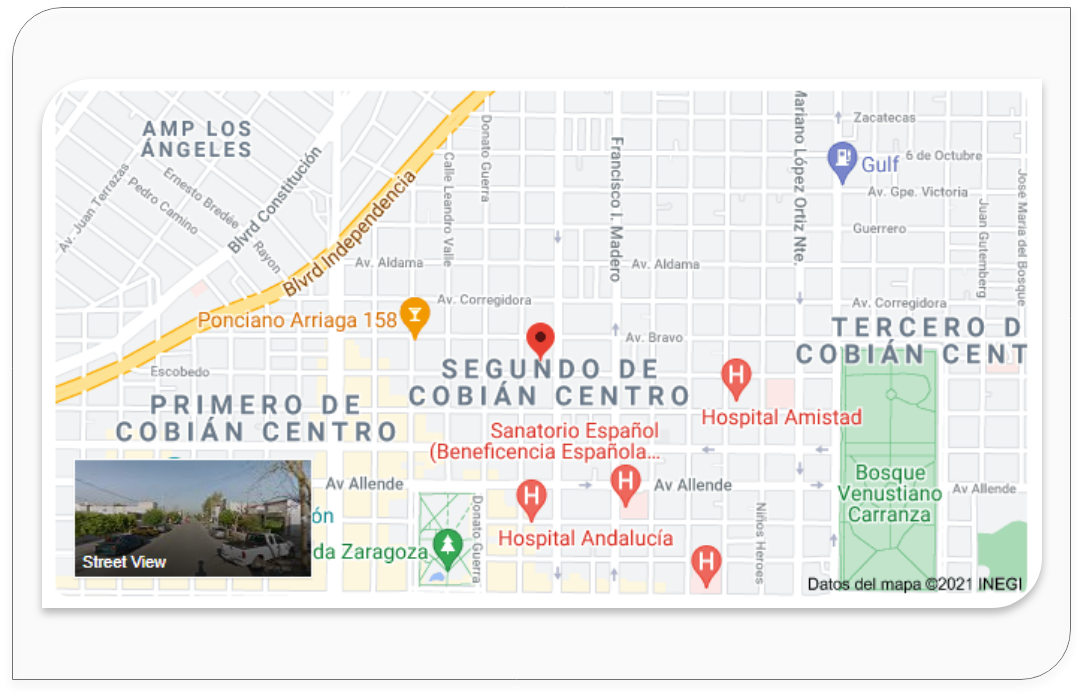 AMP LOS
ÁNGELES
Av. Juan Terrazas
Pedro Camino
Ernesto Bredée
Rayon
Blvrd Constitución
Blvrd Independencia
Calle Leandro Valle
Donato Guerra
Francisco I. Madero
Mariano López Ortiz Nte.
Zacatecas
Gulf
6 de Octubre
Av. Gpe. Victoria
Guerrero
Juan Gutemberg
José María del Bosque
Av. Aldama
Av. Aldama
Av. Corregidora
Av. Corregidora
Ponciano Arriaga 158
Av. Bravo
TERCERO D
COBIÁN CENT
Escobedo
SEGUNDO DE
COBIÁN CENTRO
H
Hospital Amistad
PRIMERO DE
COBIÁN CENTRO
Sanatorio Español
(Beneficencia Española...
Av Allende
H
H
Av Allende
Bosque
Venustiano
Carranza
Av Allende
ón
Hospital Andalucía
da Zaragoza
Donato Guerra
H
Niños Heroes
Street View
Datos del mapa ©2021 INEGI